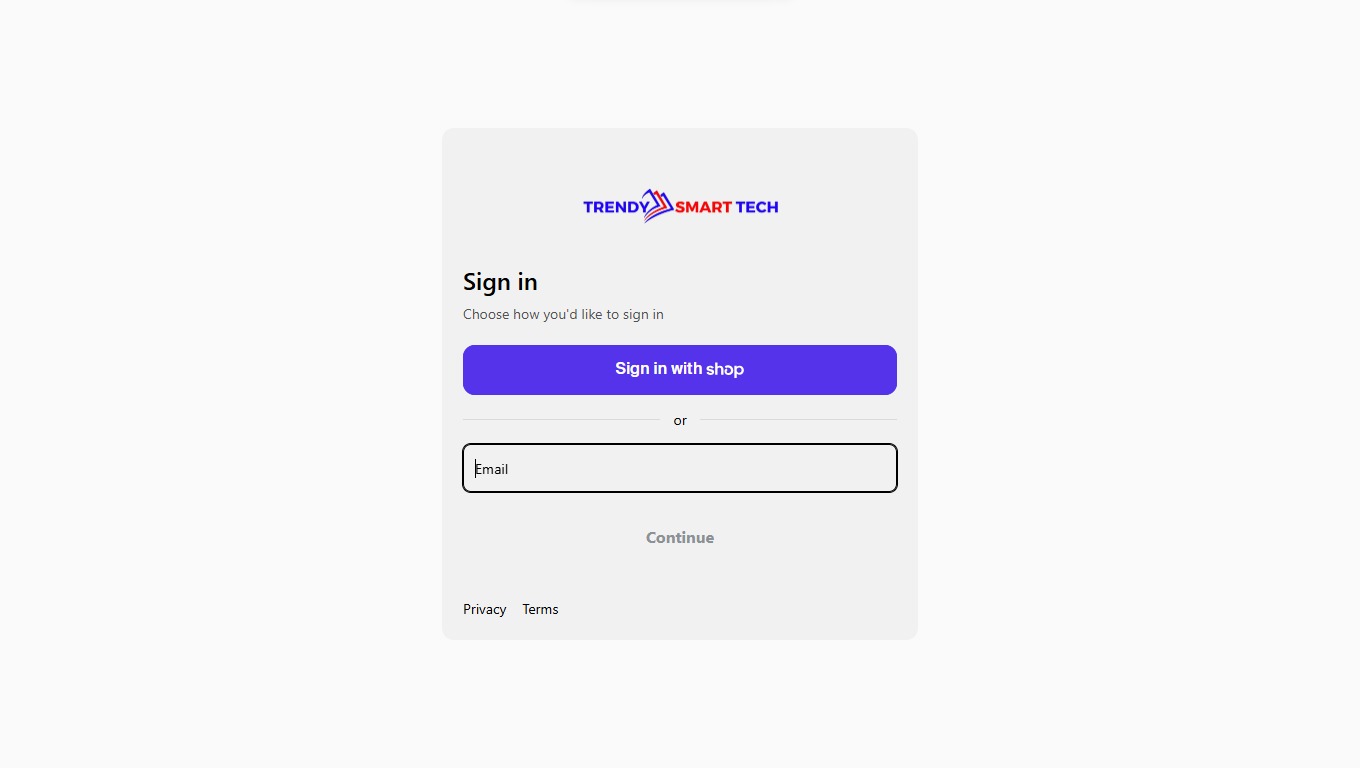 TRENDY SMART TECH
Sign in
Choose how you'd like to sign in
Sign in with shop
or
Email
Continue
Privacy Terms